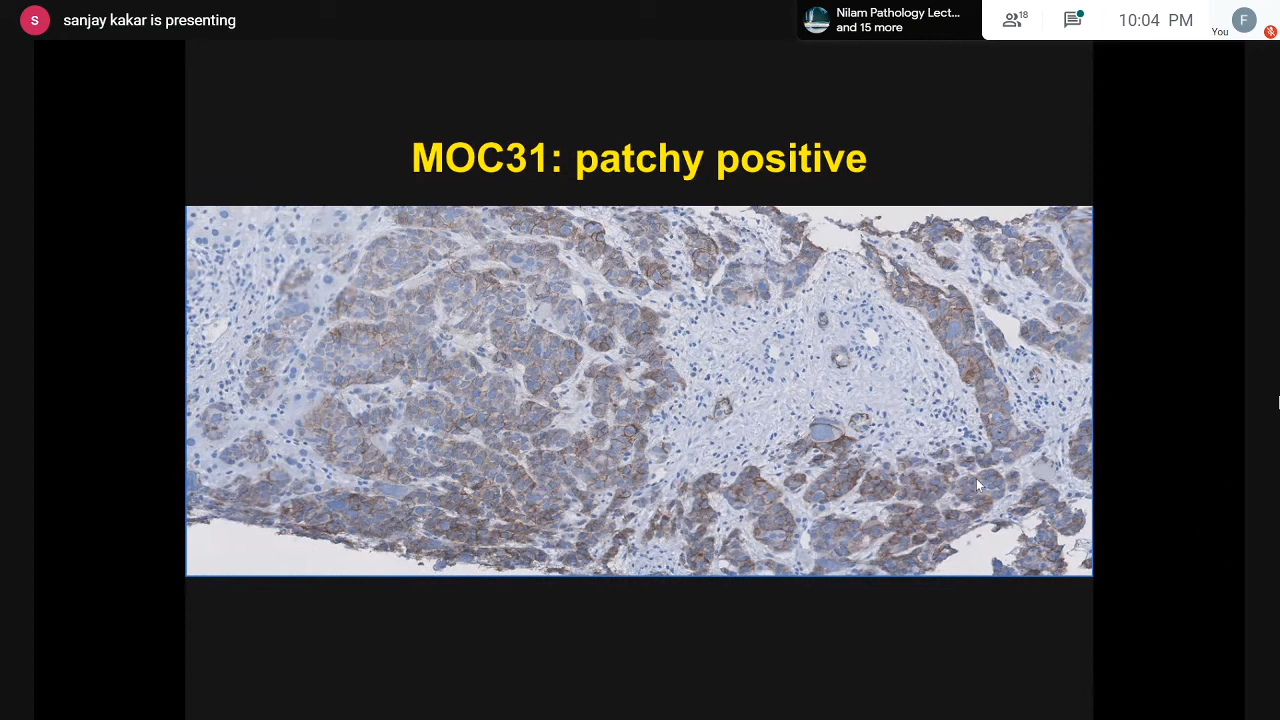 S
sanjay kakar is presenting
Nilam Pathology Lect...
and 15 more
18
10:04 PM
You
F
MOC31: patchy positive